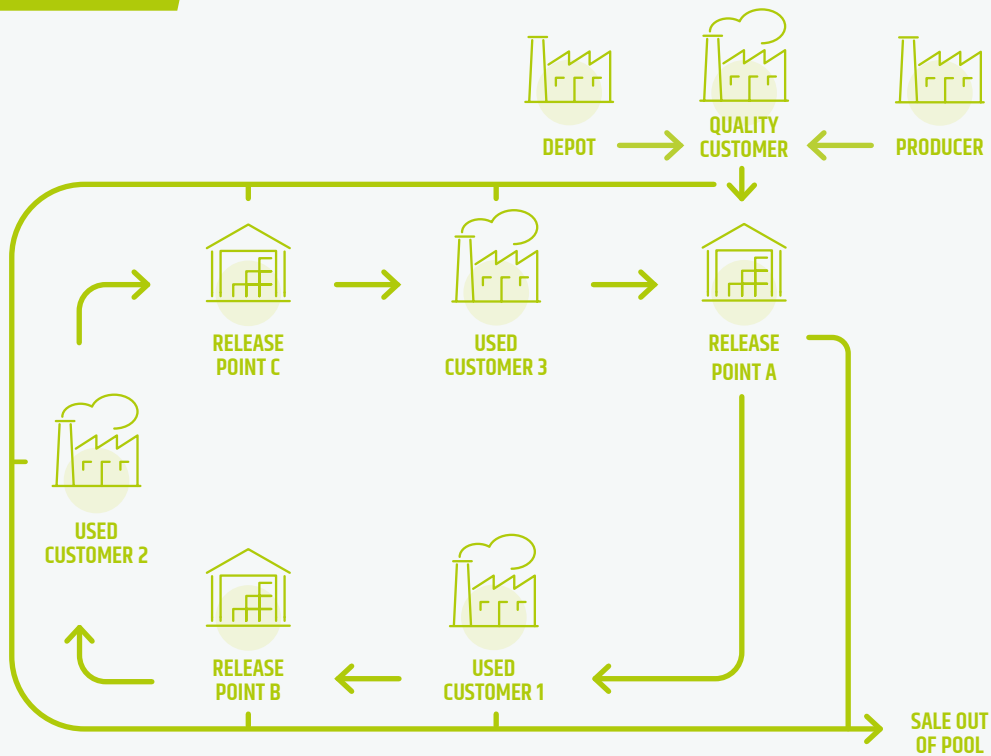 DEPOT
QUALITY
CUSTOMER
PRODUCER
RELEASE
POINT C
USED
CUSTOMER 3
RELEASE
POINT A
USED
CUSTOMER 2
RELEASE
POINT B
USED
CUSTOMER 1
SALE OUT
OF POOL